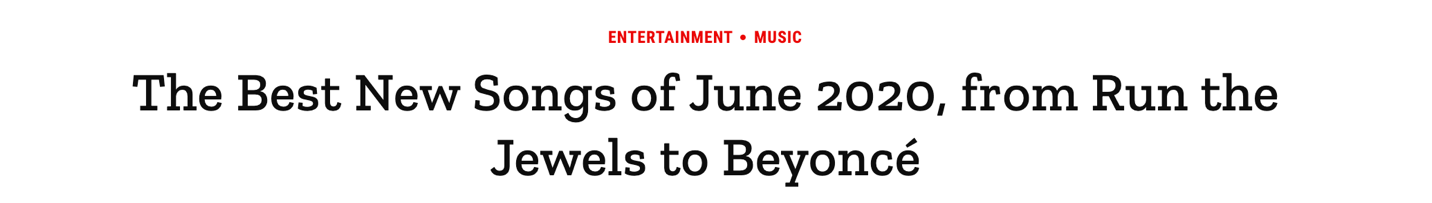 ENTERTAINMENT • MUSIC
The Best New Songs of June 2020, from Run the
Jewels to Beyoncé